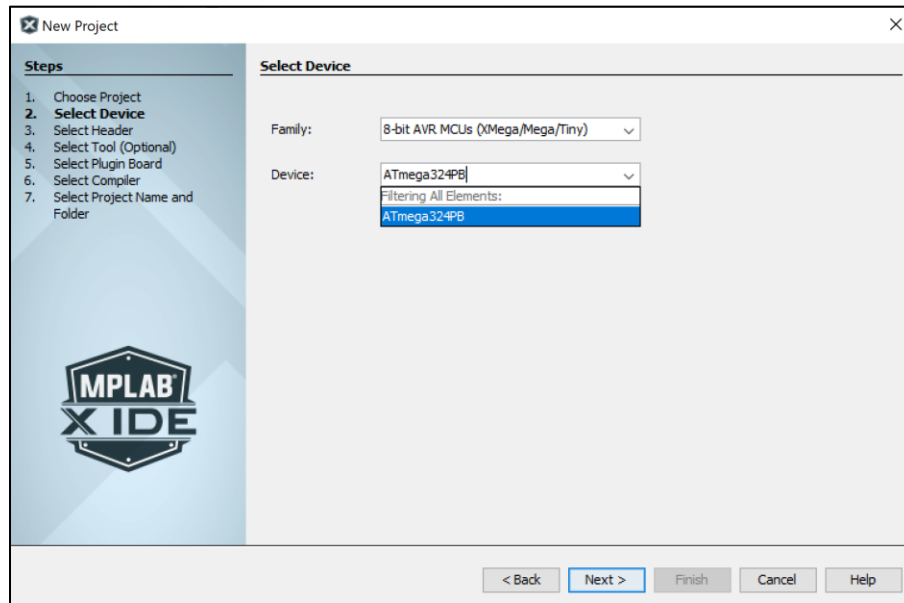 New Project
Steps
1. Choose Project
2. Select Device
3. Select Header
4. Select Tool (Optional)
5. Select Plugin Board
6. Select Compiler
7. Select Project Name and
Folder
MPLAB
X IDE
Select Device
Family: 8-bit AVR MCUs (XMega/Mega/Tiny)
Device: ATmega324PB
Filtering All Elements:
ATmega324PB
< Back Next > Finish Cancel Help